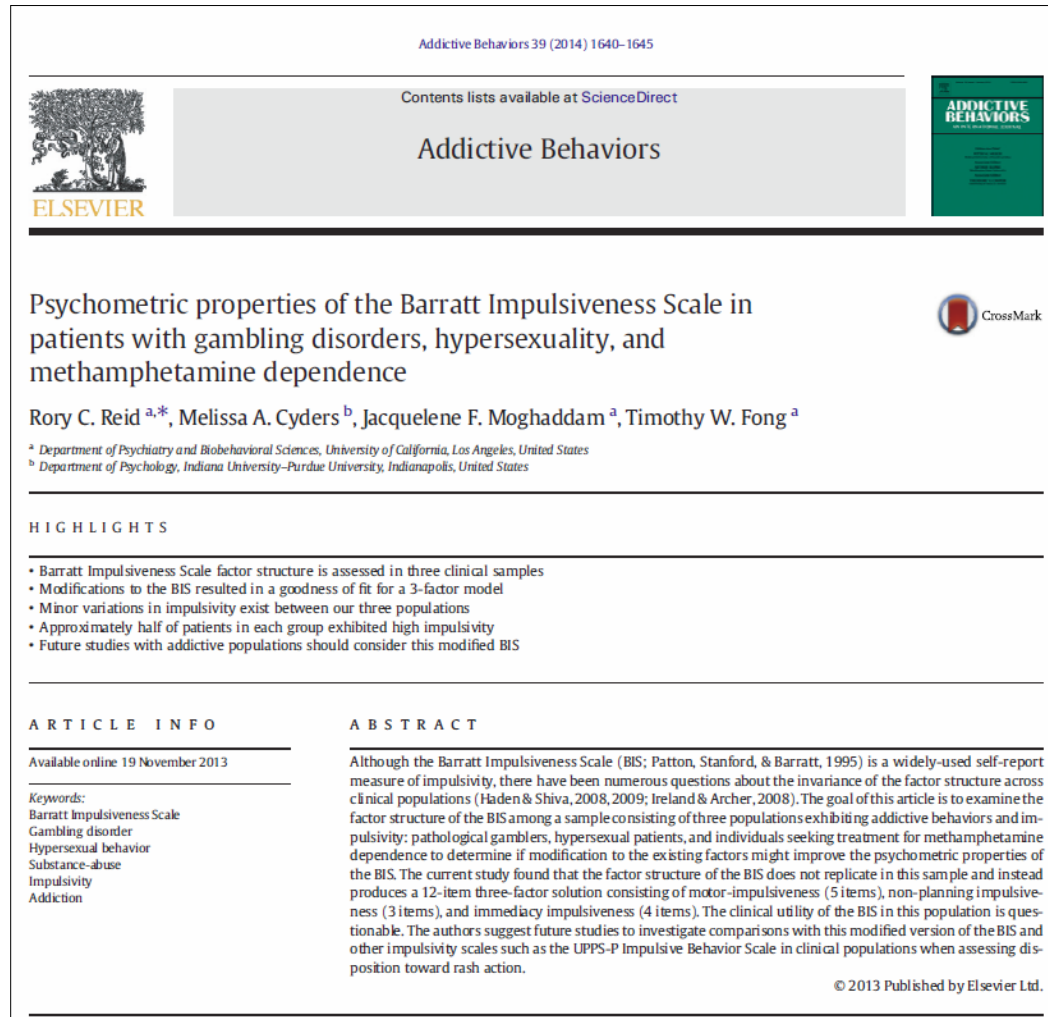 Addictive Behaviors 39 (2014) 1640–1645
Contents lists available at ScienceDirect
Addictive Behaviors
ELSEVIER
ADDICTIVE
BEHAVIORS
CrossMark
Psychometric properties of the Barratt Impulsiveness Scale in
patients with gambling disorders, hypersexuality, and
methamphetamine dependence
Rory C. Reid a,*, Melissa A. Cyders b, Jacquelene F. Moghaddam a, Timothy W. Fong a
a Department of Psychiatry and Biobehavioral Sciences, University of California, Los Angeles, United States
b Department of Psychology, Indiana University–Purdue University, Indianapolis, United States
HIGHLIGHTS
• Barratt Impulsiveness Scale factor structure is assessed in three clinical samples
• Modifications to the BIS resulted in a goodness of fit for a 3-factor model
• Minor variations in impulsivity exist between our three populations
• Approximately half of patients in each group exhibited high impulsivity
• Future studies with addictive populations should consider this modified BIS
ARTICLE INFO
Available online 19 November 2013
Keywords:
Barratt Impulsiveness Scale
Gambling disorder
Hypersexual behavior
Substance-abuse
Impulsivity
Addiction
ABSTRACT
Although the Barratt Impulsiveness Scale (BIS; Patton, Stanford, & Barratt, 1995) is a widely-used self-report
measure of impulsivity, there have been numerous questions about the invariance of the factor structure across
clinical populations (Haden & Shiva, 2008, 2009; Ireland & Archer, 2008). The goal of this article is to examine the
factor structure of the BIS among a sample consisting of three populations exhibiting addictive behaviors and im-
pulsivity: pathological gamblers, hypersexual patients, and individuals seeking treatment for methamphetamine
dependence to determine if modification to the existing factors might improve the psychometric properties of
the BIS. The current study found that the factor structure of the BIS does not replicate in this sample and instead
produces a 12-item three-factor solution consisting of motor-impulsiveness (5 items), non-planning impulsive-
ness (3 items), and immediacy impulsiveness (4 items). The clinical utility of the BIS in this population is ques-
tionable. The authors suggest future studies to investigate comparisons with this modified version of the BIS and
other impulsivity scales such as the UPPS-P Impulsive Behavior Scale in clinical populations when assessing dis-
position toward rash action.
© 2013 Published by Elsevier Ltd.